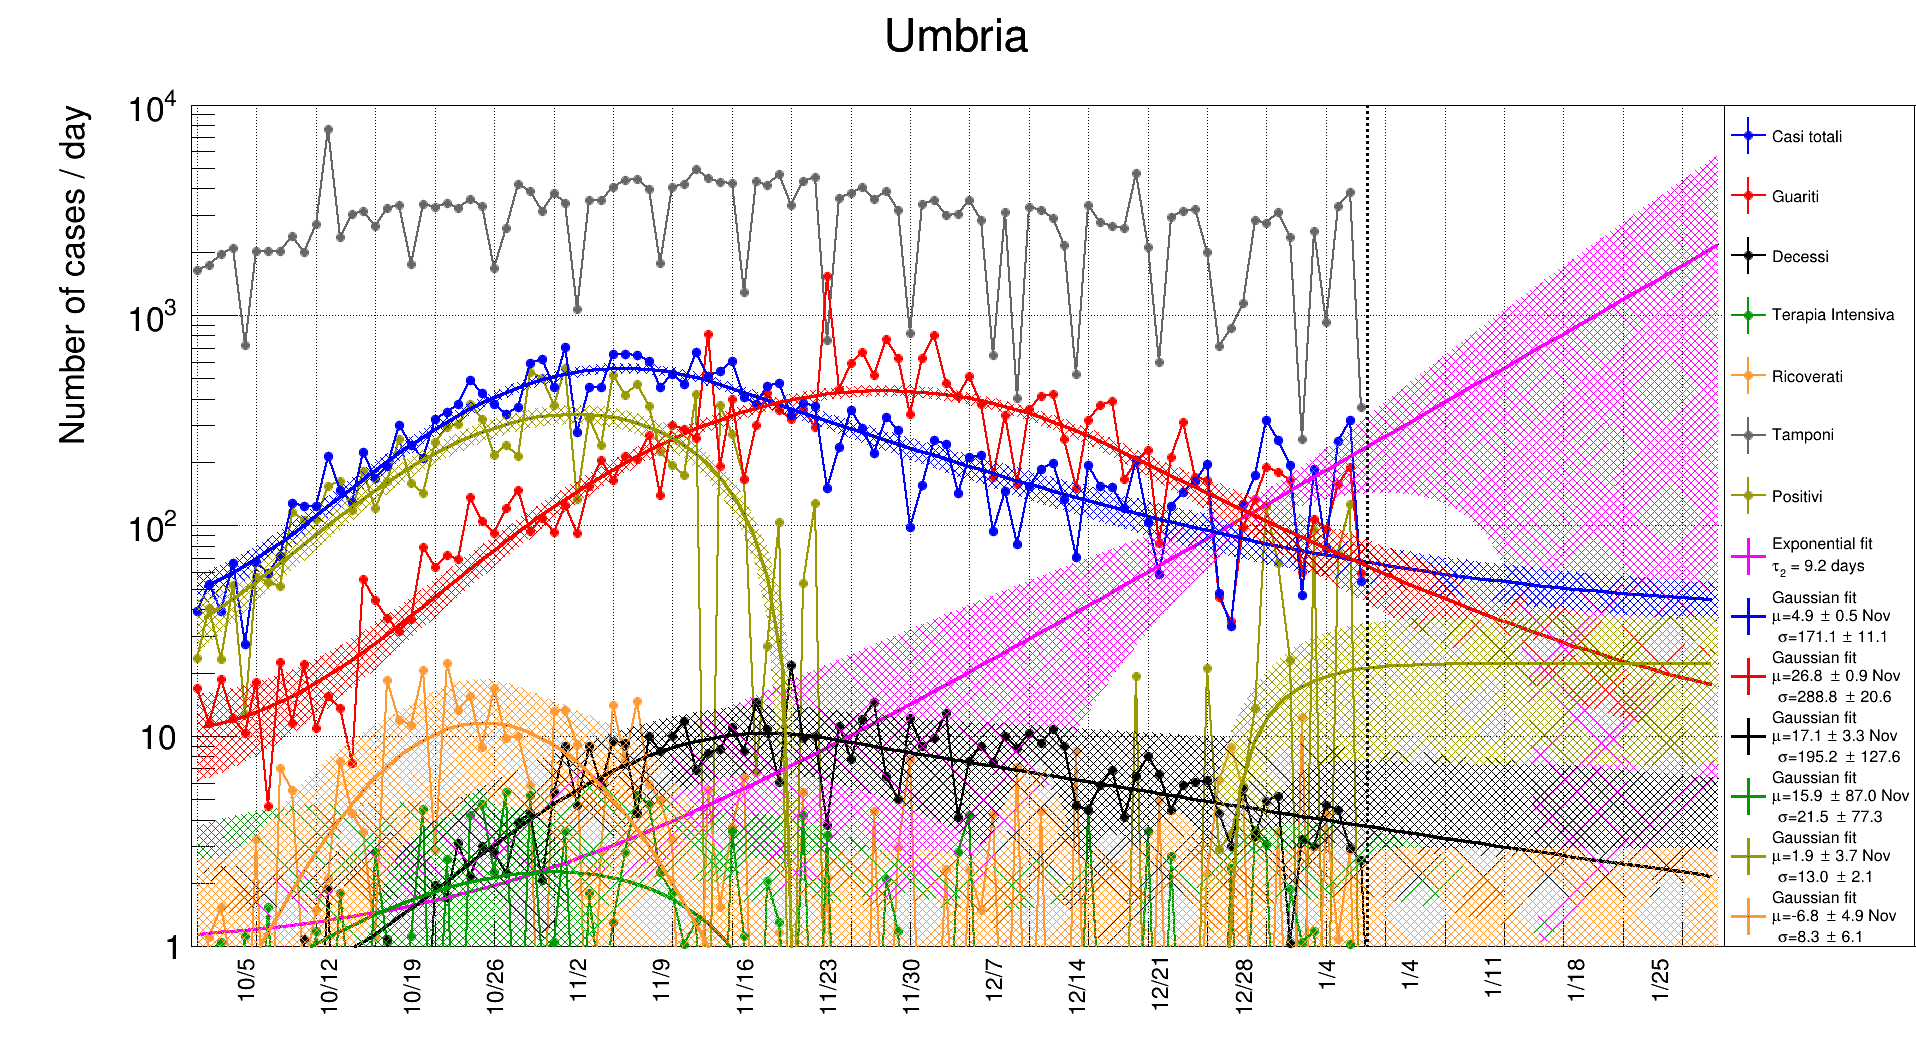 Umbria
Number of cases / day
10⁴
10³
10²
10
1
10/5
10/12
10/19
10/26
11/2
11/9
11/16
11/23
11/30
12/7
12/14
12/21
12/28
1/4
1/4
1/11
1/18
1/25
Casi totali
Guariti
Decessi
Terapia Intensiva
Ricoverati
Tamponi
Positivi
Exponential fit
τ₂ = 9.2 days
Gaussian fit
μ=4.9 ± 0.5 Nov
σ=171.1 ± 11.1
Gaussian fit
μ=26.8 ± 0.9 Nov
σ=288.8 ± 20.6
Gaussian fit
μ=17.1 ± 3.3 Nov
σ=195.2 ± 127.6
Gaussian fit
μ=15.9 ± 87.0 Nov
σ=21.5 ± 77.3
Gaussian fit
μ=1.9 ± 3.7 Nov
σ=13.0 ± 2.1
Gaussian fit
μ=-6.8 ± 4.9 Nov
σ=8.3 ± 6.1